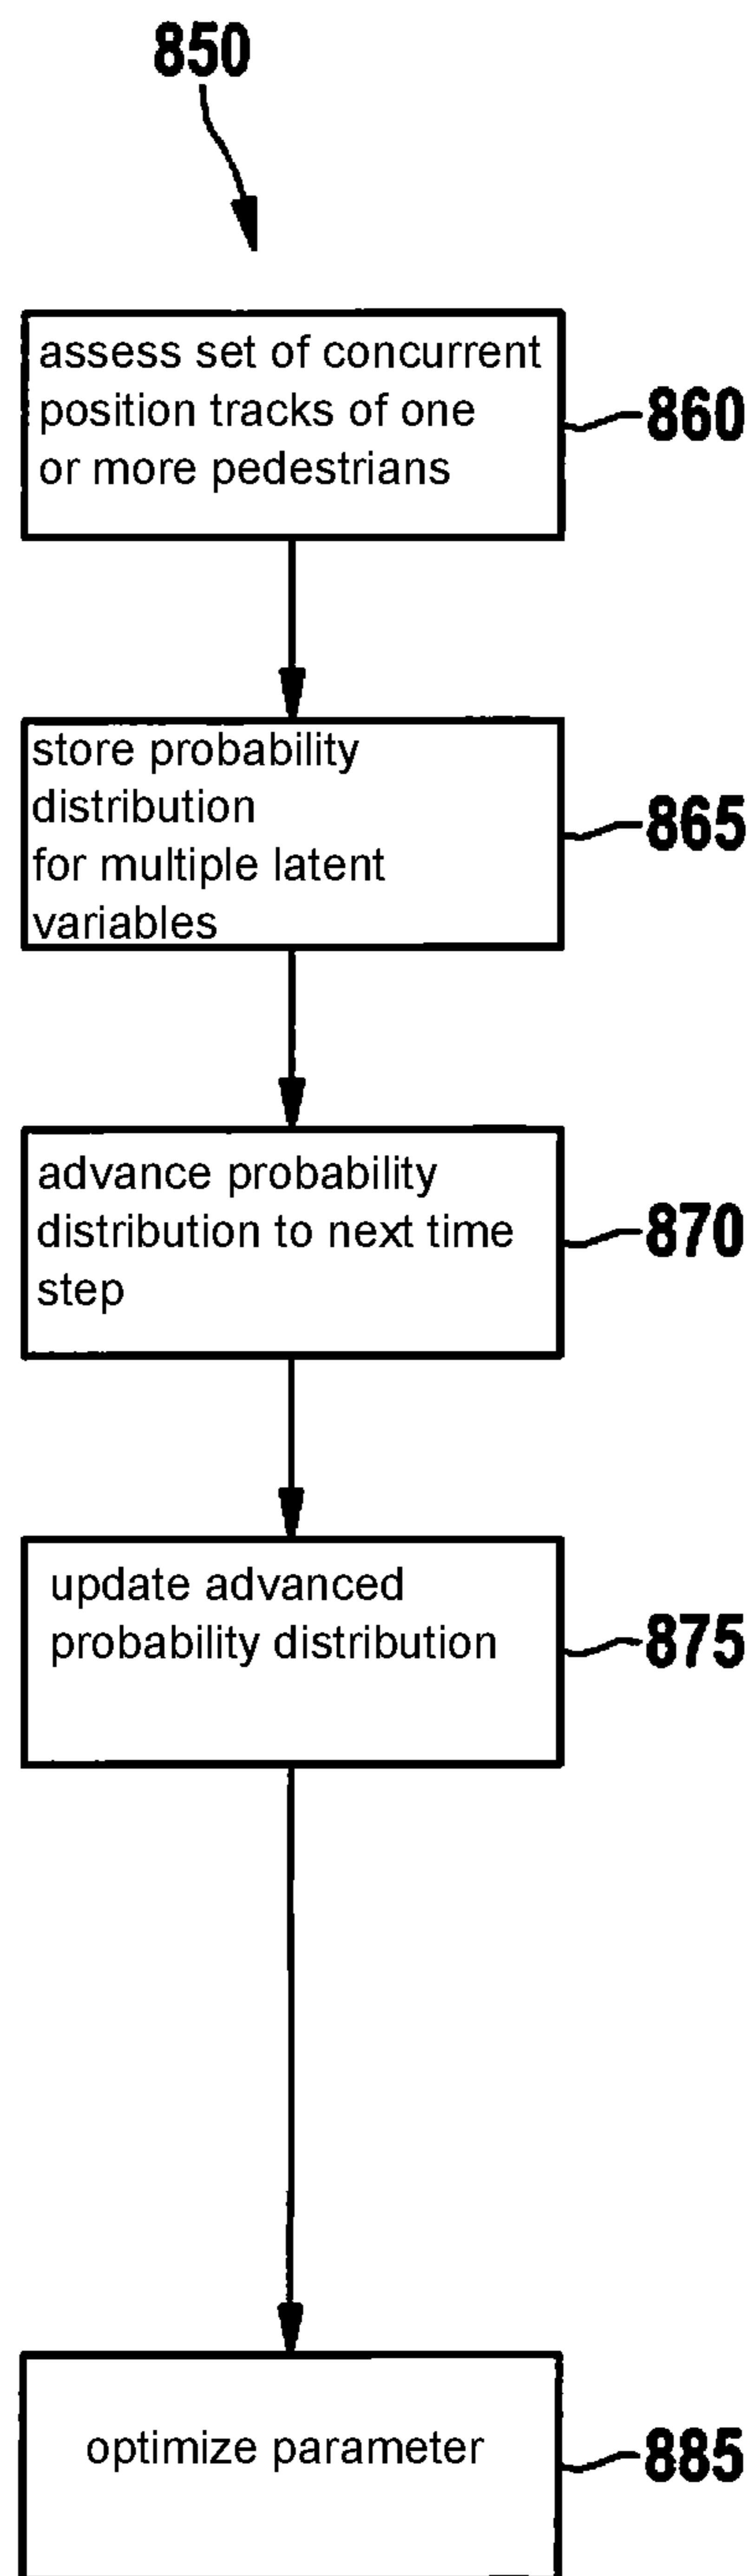 850
assess set of concurrent
position tracks of one
or more pedestrians
860
store probability
distribution
for multiple latent
variables
865
advance probability
distribution to next time
step
870
update advanced
probability distribution
875
optimize parameter
885